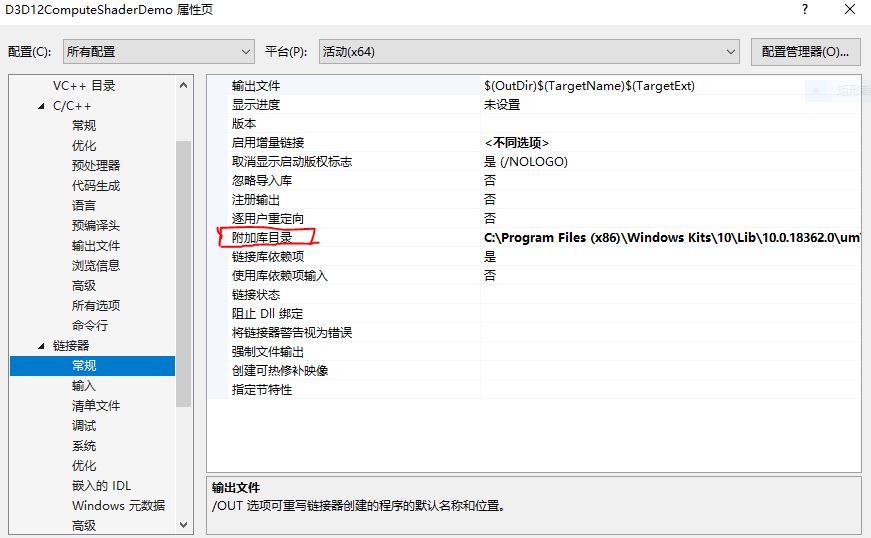 D3D12ComputeShaderDemo 属性页
配置(C): 所有配置 平台(P): 活动(x64) 配置管理器(O)...
VC++ 目录
C/C++
常规
优化
预处理器
代码生成
语言
预编译头
输出文件
浏览信息
高级
所有选项
命令行
链接器
常规
输入
清单文件
调试
系统
优化
嵌入的 IDL
Windows 元数据
高级
输出文件 $(OutDir)$(TargetName)$(TargetExt)
显示进度 未设置
版本
启用增量链接 <不同选项>
取消显示启动版权标志 是 (/NOLOGO)
忽略导入库 否
注册输出 否
逐用户重定向 否
附加库目录 C:\Program Files (x86)\Windows Kits\10\Lib\10.0.18362.0\um\
链接库依赖项 是
使用库依赖项输入 否
链接状态
阻止 Dll 绑定
将链接器警告视为错误
强制文件输出
创建可热修补映像
指定节特性
输出文件
/OUT 选项可重写链接器创建的程序的默认名称和位置。